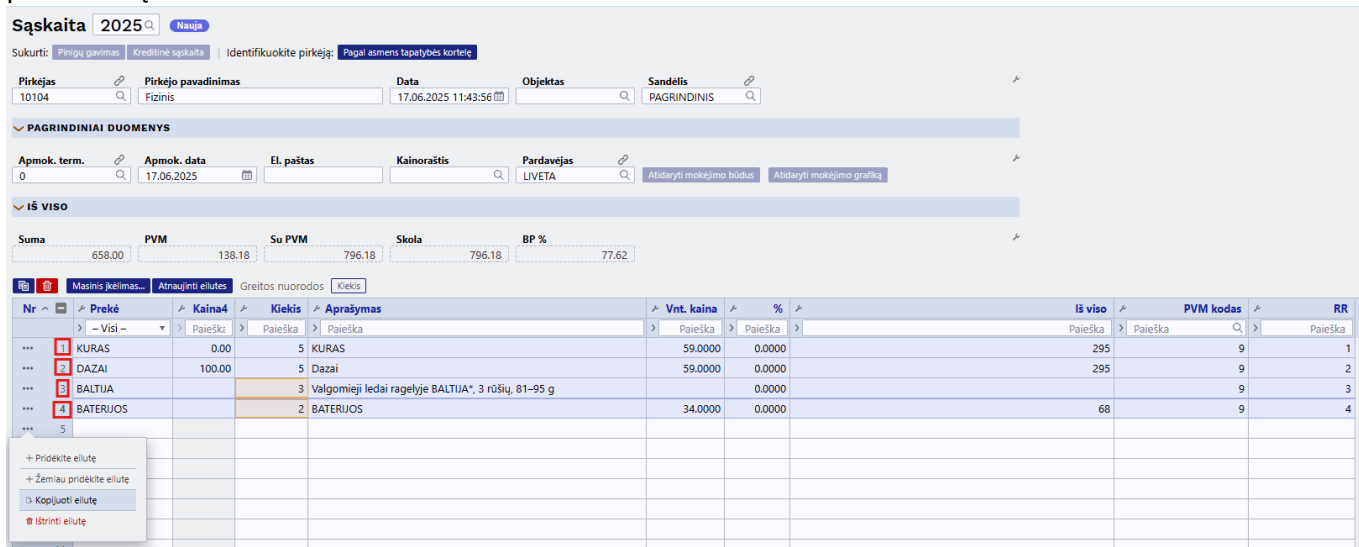 Sąskaita 2025 Nauja
Sukurti: Pinigų gavimas Kreditinė sąskaita | Identifikuokite pirkėją: Pagal asmens tapatybės kortelę
Pirkėjas Pirkėjo pavadinimas Data Objektas Sandėlis
10104 Fizinis 17.06.2025 11:43:56 PAGRINDINIS
PAGRINDINIAI DUOMENYS
Apmok. term. Apmok. data El. paštas Kainoraštis Pardavėjas
0 17.06.2025 LIVETA Atidaryti mokėjimo būdus Atidaryti mokėjimo grafiką
IŠ VISO
Suma PVM Su PVM Skola BP %
658.00 138.18 796.18 796.18 77.62
Masinis įkėlimas... Atnaujinti eilutes Greitos nuorodos Kiekis
Nr Prekė Kaina4 Kiekis Aprašymas Vnt. kaina % Iš viso PVM kodas RR
– Visi – Paieška Paieška Paieška Paieška Paieška Paieška Paieška Paieška
1 KURAS 0.00 5 KURAS 59.0000 0.0000 295 9 1
2 DAZAI 100.00 5 Dazai 59.0000 0.0000 295 9 2
3 BALTIJA 3 Valgomieji ledai ragelyje BALTIJA*, 3 rūšių, 81–95 g 0.0000 9 3
4 BATERIJOS 2 BATERIJOS 34.0000 0.0000 68 9 4
5
+ Pridėkite eilutę
+ Žemiau pridėkite eilutę
Kopijuoti eilutę
Ištrinti eilutę